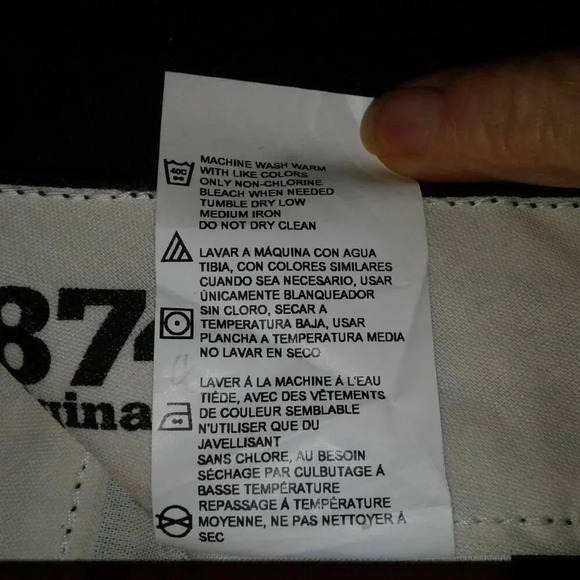 40C
MACHINE WASH WARM
WITH LIKE COLORS
ONLY NON-CHLORINE
BLEACH WHEN NEEDED
TUMBLE DRY LOW
MEDIUM IRON
DO NOT DRY CLEAN
LAVAR A MÁQUINA CON AGUA
TIBIA, CON COLORES SIMILARES
CUANDO SEA NECESARIO, USAR
ÚNICAMENTE BLANQUEADOR
SIN CLORO, SECAR A
TEMPERATURA BAJA, USAR
PLANCHA A TEMPERATURA MEDIA
NO LAVAR EN SECO
LAVER Á LA MACHINE Á L'EAU
TIÉDE, AVEC DES VÊTEMENTS
DE COULEUR SEMBLABLE
N'UTILISER QUE DU
JAVELLISANT
SANS CHLORE, AU BESOIN
SÉCHAGE PAR CULBUTAGE Á
BASSE TEMPÉRATURE
REPASSAGE Á TEMPÉRATURE
MOYENNE, NE PAS NETTOYER Á
SEC
874
gina